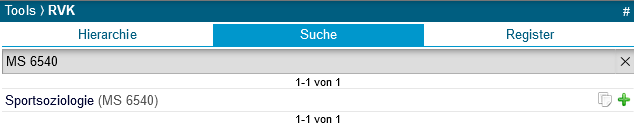 Tools ⟩ RVK #
Hierarchie Suche Register
MS 6540
1-1 von 1
Sportsoziologie (MS 6540)
1-1 von 1